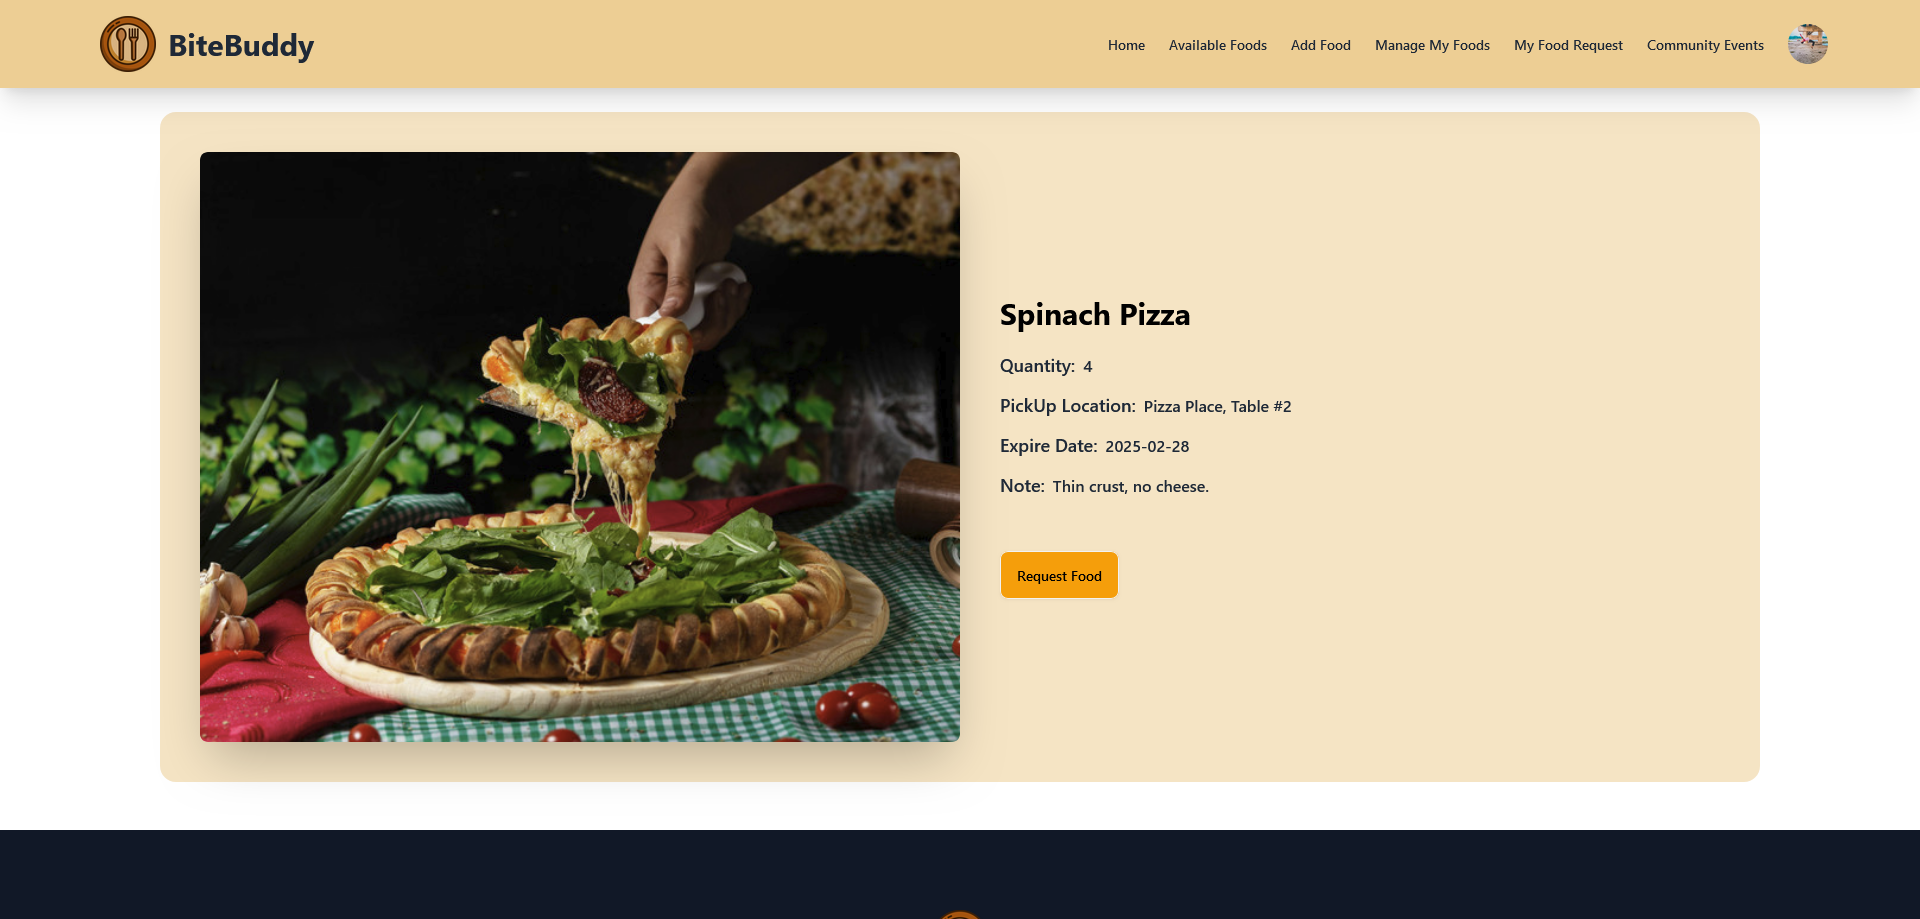 BiteBuddy
Home Available Foods Add Food Manage My Foods My Food Request Community Events
Spinach Pizza
Quantity: 4
PickUp Location: Pizza Place, Table #2
Expire Date: 2025-02-28
Note: Thin crust, no cheese.
Request Food